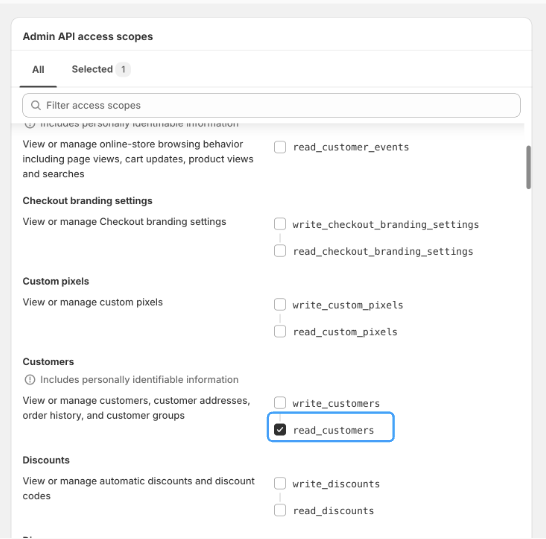 Admin API access scopes
All Selected 1
Filter access scopes
Includes personally identifiable information
View or manage online-store browsing behavior
including page views, cart updates, product views
and searches
read_customer_events
Checkout branding settings
View or manage Checkout branding settings
write_checkout_branding_settings
read_checkout_branding_settings
Custom pixels
View or manage custom pixels
write_custom_pixels
read_custom_pixels
Customers
Includes personally identifiable information
View or manage customers, customer addresses,
order history, and customer groups
write_customers
read_customers
Discounts
View or manage automatic discounts and discount
codes
write_discounts
read_discounts